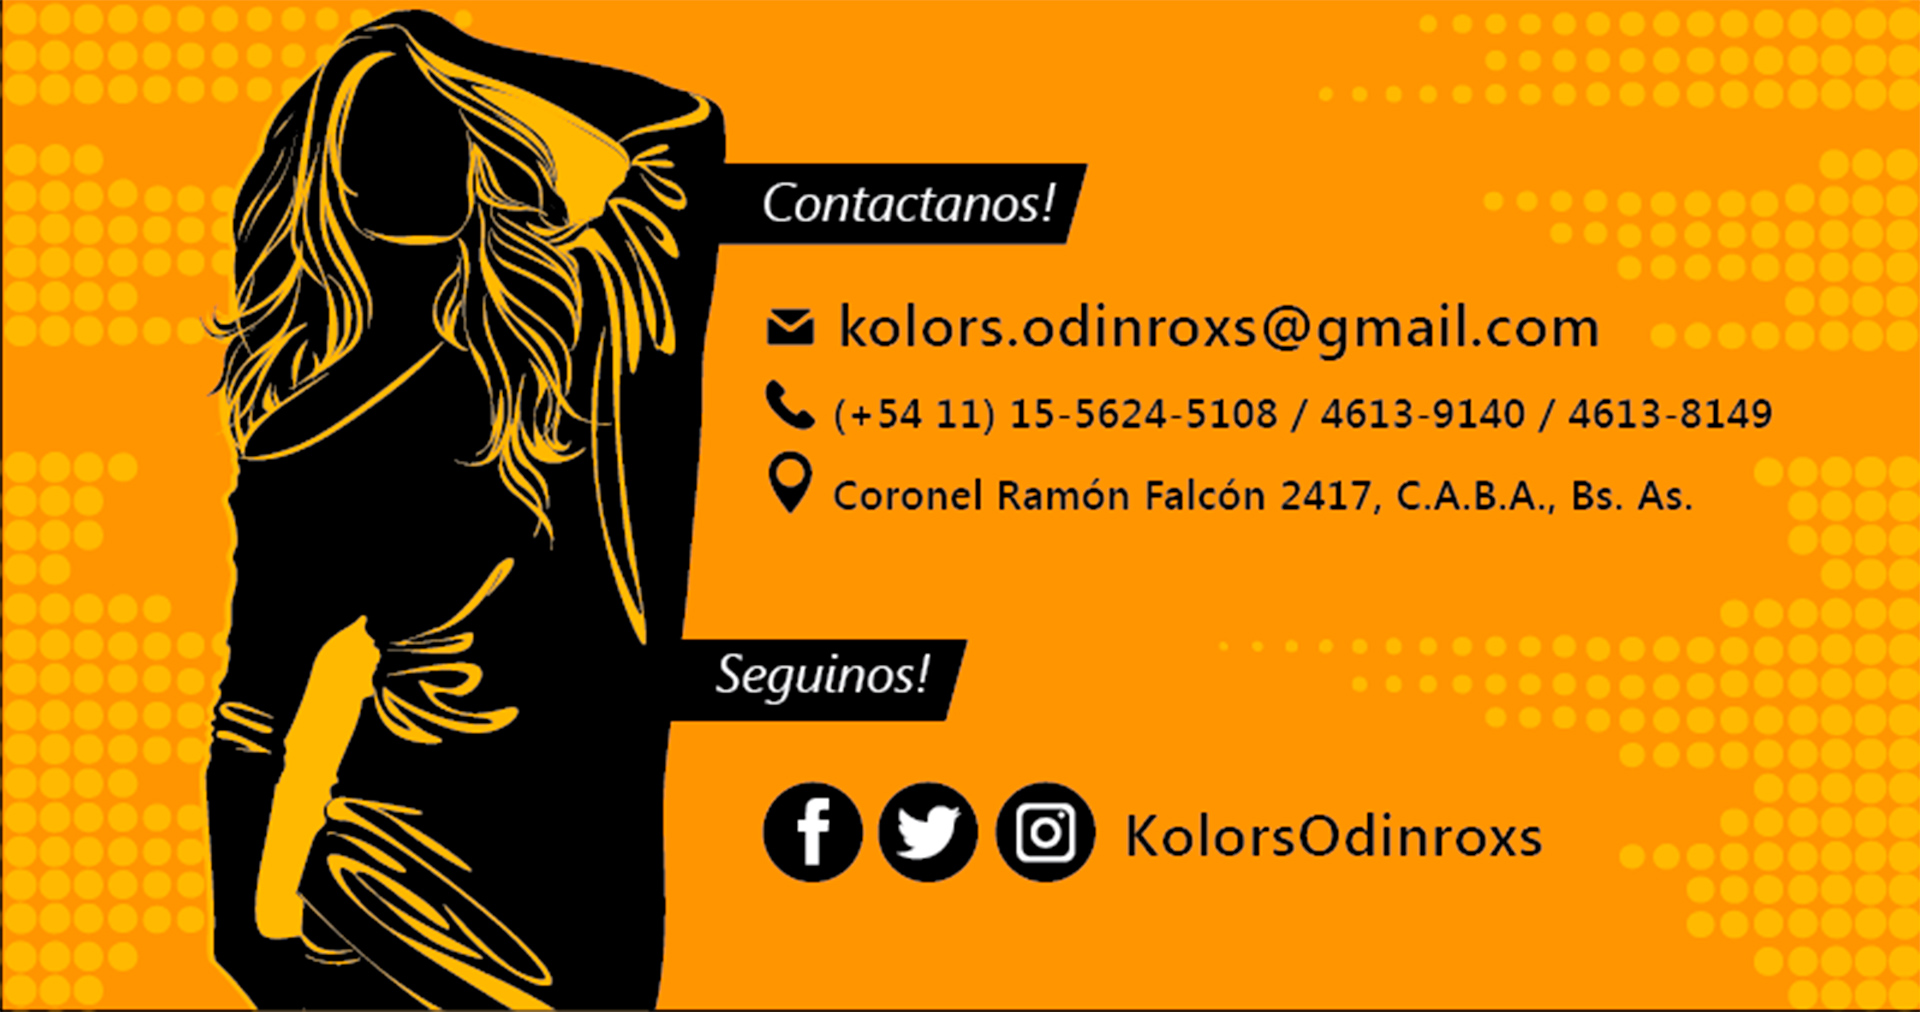 Contactanos!
kolors.odinroxs@gmail.com
(+54 11) 15-5624-5108 / 4613-9140 / 4613-8149
Coronel Ramón Falcón 2417, C.A.B.A., Bs. As.
Seguinos!
KolorsOdinroxs